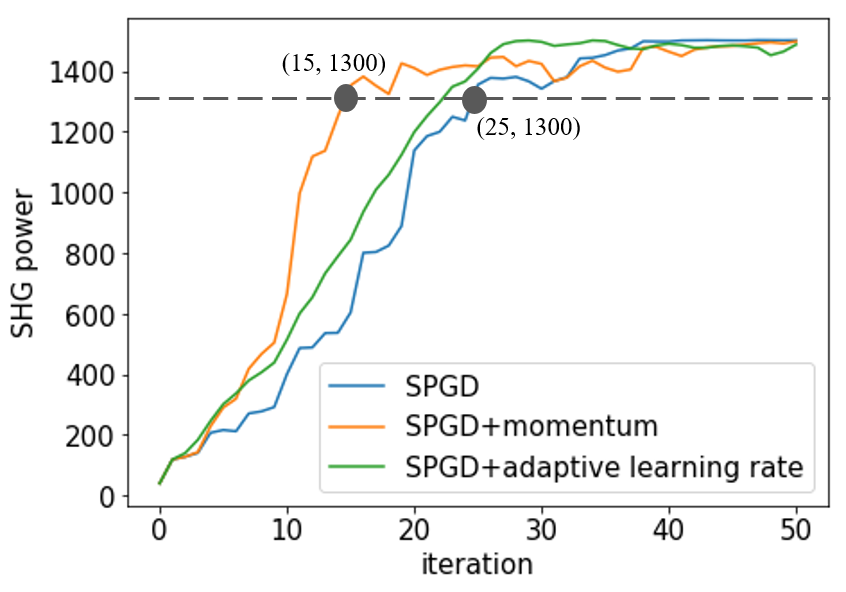 (15, 1300)
(25, 1300)
SHG power
1400
1200
1000
800
600
400
200
0
SPGD
SPGD+momentum
SPGD+adaptive learning rate
0 10 20 30 40 50
iteration